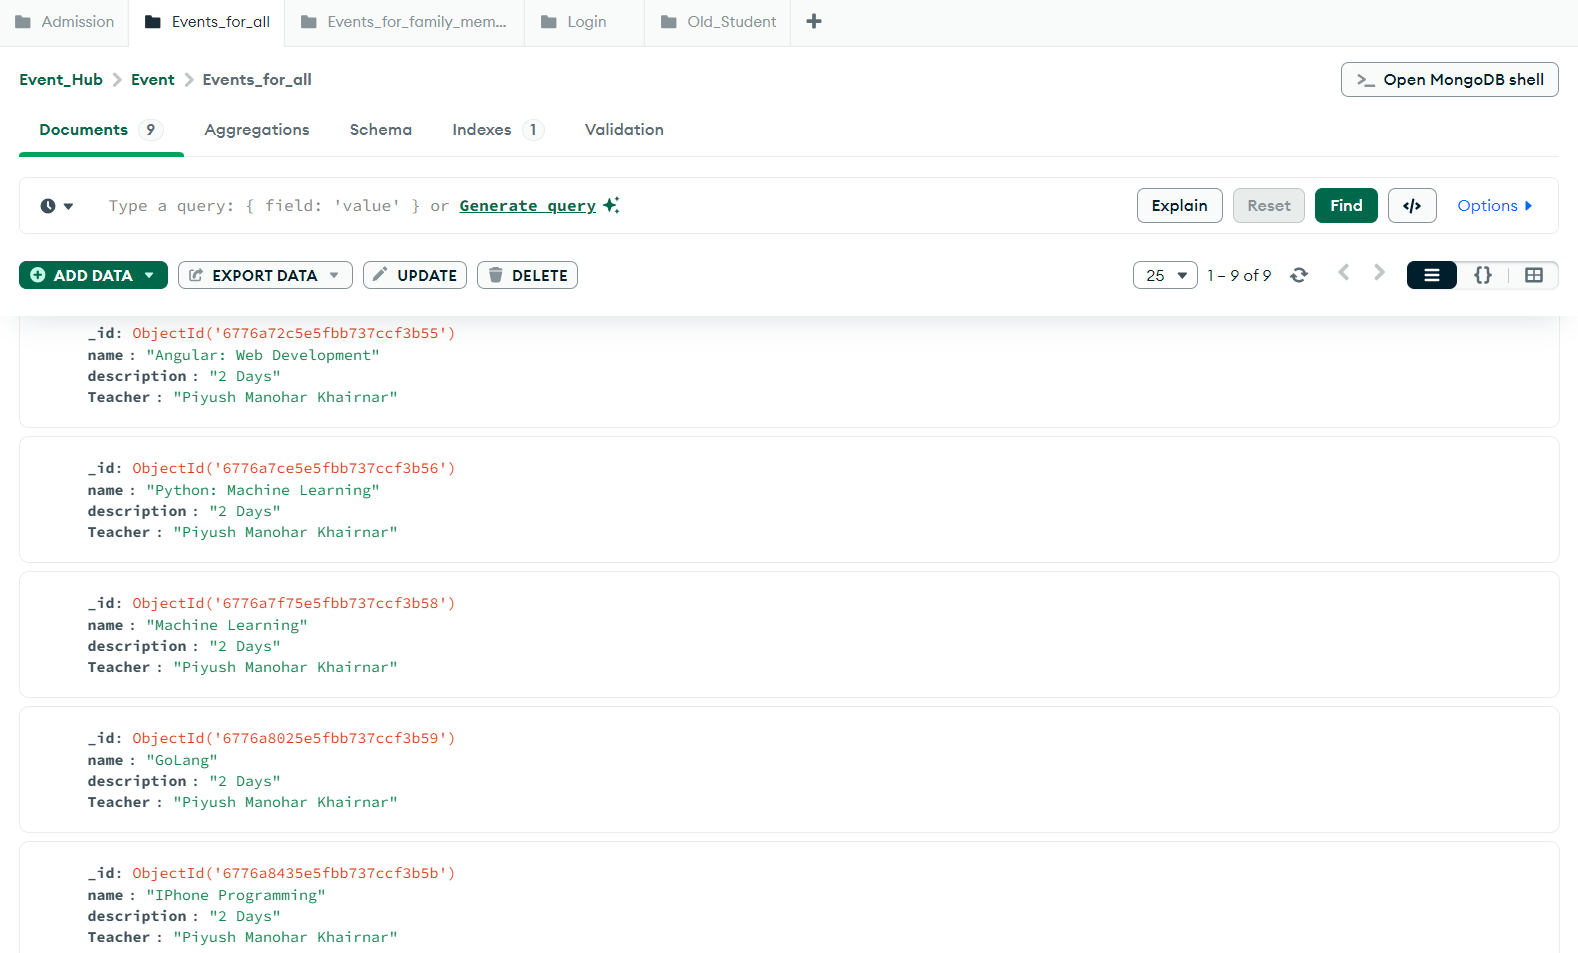 Admission Events_for_all Events_for_family_mem... Login Old_Student
Event_Hub Event Events_for_all
>_ Open MongoDB shell
Documents 9 Aggregations Schema Indexes 1 Validation
Type a query: { field: 'value' } or Generate query
Explain Reset Find </> Options
ADD DATA EXPORT DATA UPDATE DELETE
25 1 – 9 of 9 {}
_id: ObjectId('6776a72c5e5fbb737ccf3b55')
name : "Angular: Web Development"
description : "2 Days"
Teacher : "Piyush Manohar Khairnar"
_id: ObjectId('6776a7ce5e5fbb737ccf3b56')
name : "Python: Machine Learning"
description : "2 Days"
Teacher : "Piyush Manohar Khairnar"
_id: ObjectId('6776a7f75e5fbb737ccf3b58')
name : "Machine Learning"
description : "2 Days"
Teacher : "Piyush Manohar Khairnar"
_id: ObjectId('6776a8025e5fbb737ccf3b59')
name : "GoLang"
description : "2 Days"
Teacher : "Piyush Manohar Khairnar"
_id: ObjectId('6776a8435e5fbb737ccf3b5b')
name : "IPhone Programming"
description : "2 Days"
Teacher : "Piyush Manohar Khairnar"